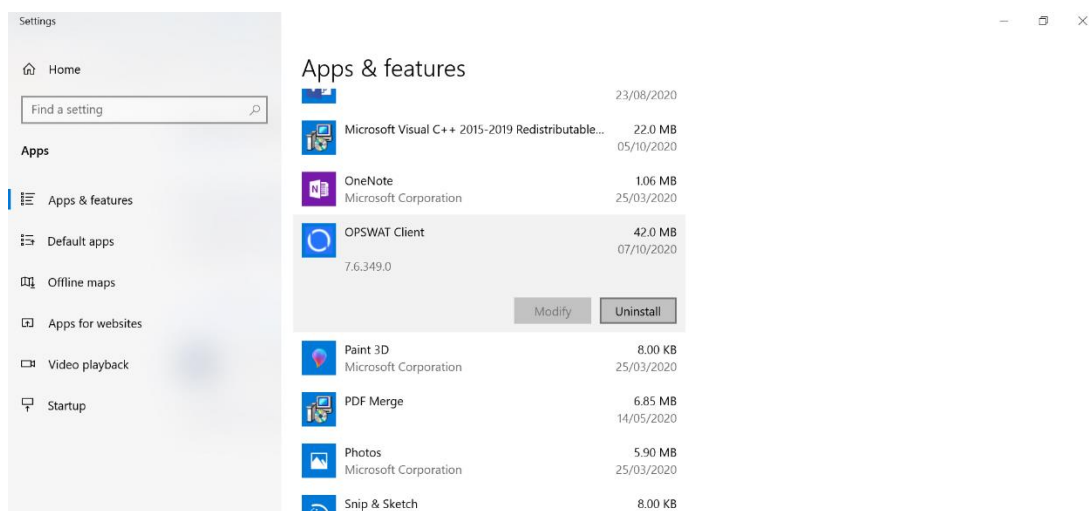 Settings
Home
Find a setting
Apps
Apps & features
Default apps
Offline maps
Apps for websites
Video playback
Startup
Apps & features
23/08/2020
Microsoft Visual C++ 2015-2019 Redistributable... 22.0 MB
05/10/2020
OneNote 1.06 MB
Microsoft Corporation 25/03/2020
OPSWAT Client 42.0 MB
07/10/2020
7.6.349.0
Modify Uninstall
Paint 3D 8.00 KB
Microsoft Corporation 25/03/2020
PDF Merge 6.85 MB
14/05/2020
Photos 5.90 MB
Microsoft Corporation 25/03/2020
Snip & Sketch 8.00 KB